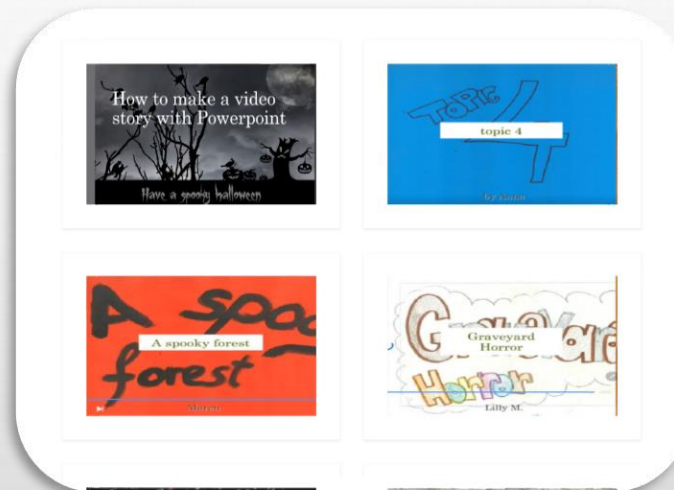 How to make a video
story with Powerpoint
Have a spooky halloween
TOPIC
4
topic 4
A spoo
A spooky forest
forest
Graveyard
Horror
Horror
Lilly M.